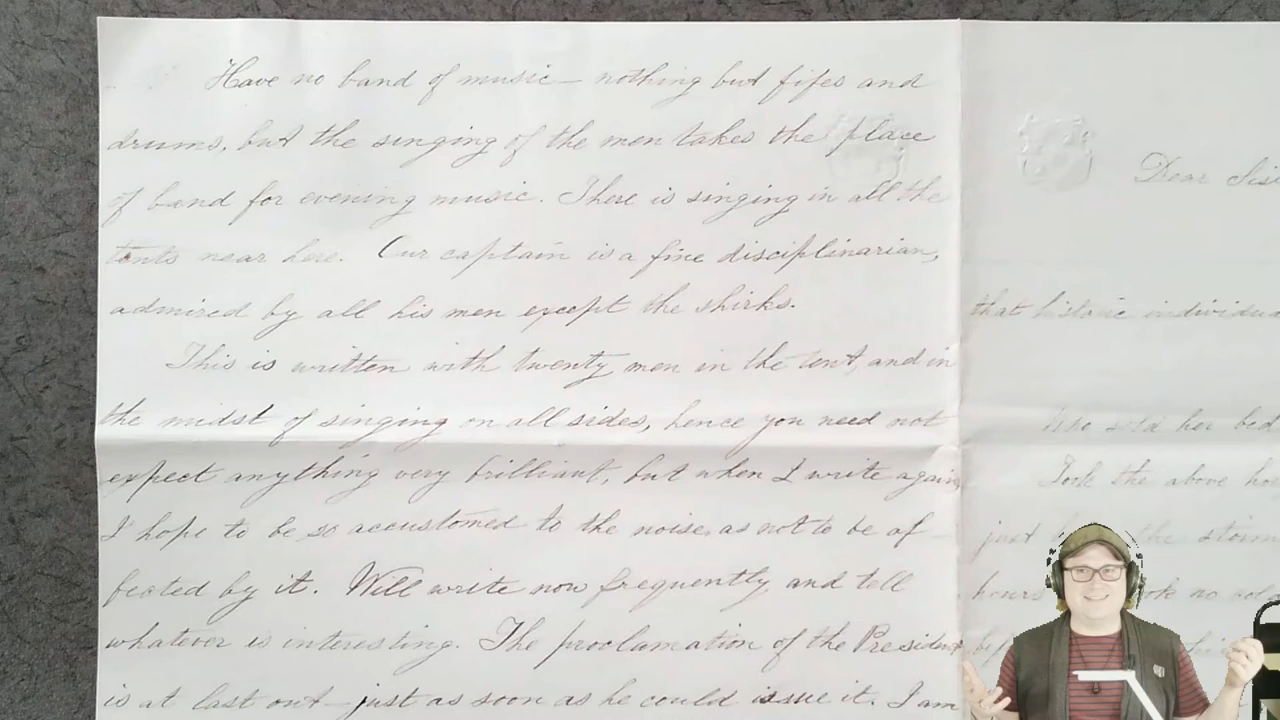 Have no band of music — nothing but fifes and
drums, but the singing of the men takes the place
of band for evening music. There is singing in all the
tents near here. Our captain is a fine disciplinarian,
admired by all his men except the shirks.
This is written with twenty men in the tent, and in
the midst of singing on all sides, hence you need not
expect anything very brilliant, but when I write again,
I hope to be so accustomed to the noise, as not to be af-
fected by it. Will write now frequently, and tell
whatever is interesting. The proclamation of the President
is at last out — just as soon as he could issue it. I am
Dear Sis
that historic individua
Who sold her bed
Took the above ho
just the storm
hours no